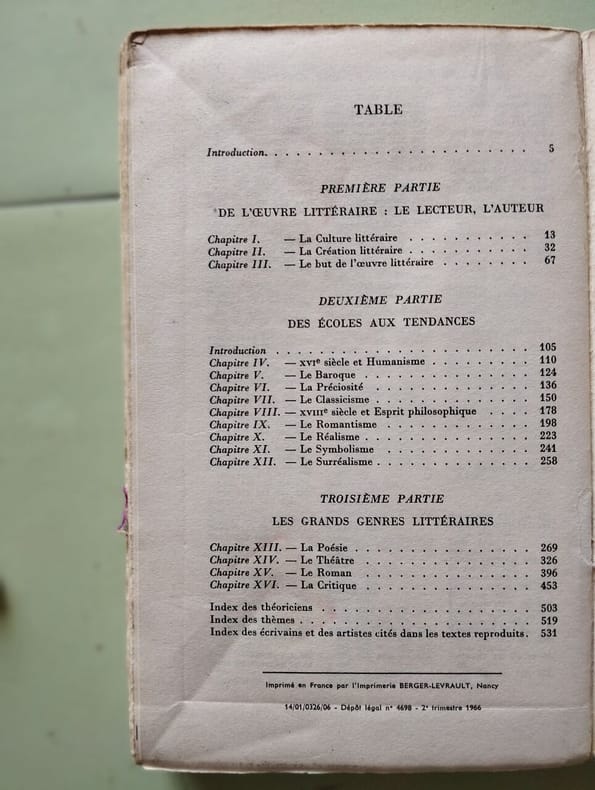 TABLE
Introduction. . . . . . . . . . . . . . . . . . . . . . . . . 5
PREMIÈRE PARTIE
DE L'ŒUVRE LITTÉRAIRE : LE LECTEUR, L'AUTEUR
Chapitre I. — La Culture littéraire . . . . . . . . . . 13
Chapitre II. — La Création littéraire . . . . . . . . . . 32
Chapitre III. — Le but de l'œuvre littéraire . . . . . . . . 67
DEUXIÈME PARTIE
DES ÉCOLES AUX TENDANCES
Introduction . . . . . . . . . . . . . . . . . . . . . . . . 105
Chapitre IV. — XVIe siècle et Humanisme . . . . . . . . . 110
Chapitre V. — Le Baroque . . . . . . . . . . . . . . . 124
Chapitre VI. — La Préciosité . . . . . . . . . . . . . . 136
Chapitre VII. — Le Classicisme . . . . . . . . . . . . . . 150
Chapitre VIII. — XVIIIe siècle et Esprit philosophique . . . . 178
Chapitre IX. — Le Romantisme . . . . . . . . . . . . . 198
Chapitre X. — Le Réalisme . . . . . . . . . . . . . . . 223
Chapitre XI. — Le Symbolisme . . . . . . . . . . . . . 241
Chapitre XII. — Le Surréalisme . . . . . . . . . . . . . . 258
TROISIÈME PARTIE
LES GRANDS GENRES LITTÉRAIRES
Chapitre XIII. — La Poésie . . . . . . . . . . . . . . . 269
Chapitre XIV. — Le Théâtre . . . . . . . . . . . . . . 326
Chapitre XV. — Le Roman . . . . . . . . . . . . . . 396
Chapitre XVI. — La Critique . . . . . . . . . . . . . . 453
Index des théoriciens . . . . . . . . . . . . . . . . . 503
Index des thèmes . . . . . . . . . . . . . . . . . . 519
Index des écrivains et des artistes cités dans les textes reproduits. 531
Imprimé en France par l'Imprimerie BERGER-LEVRAULT, Nancy
14/01/0326/06 - Dépôt légal n° 4698 - 2e trimestre 1966